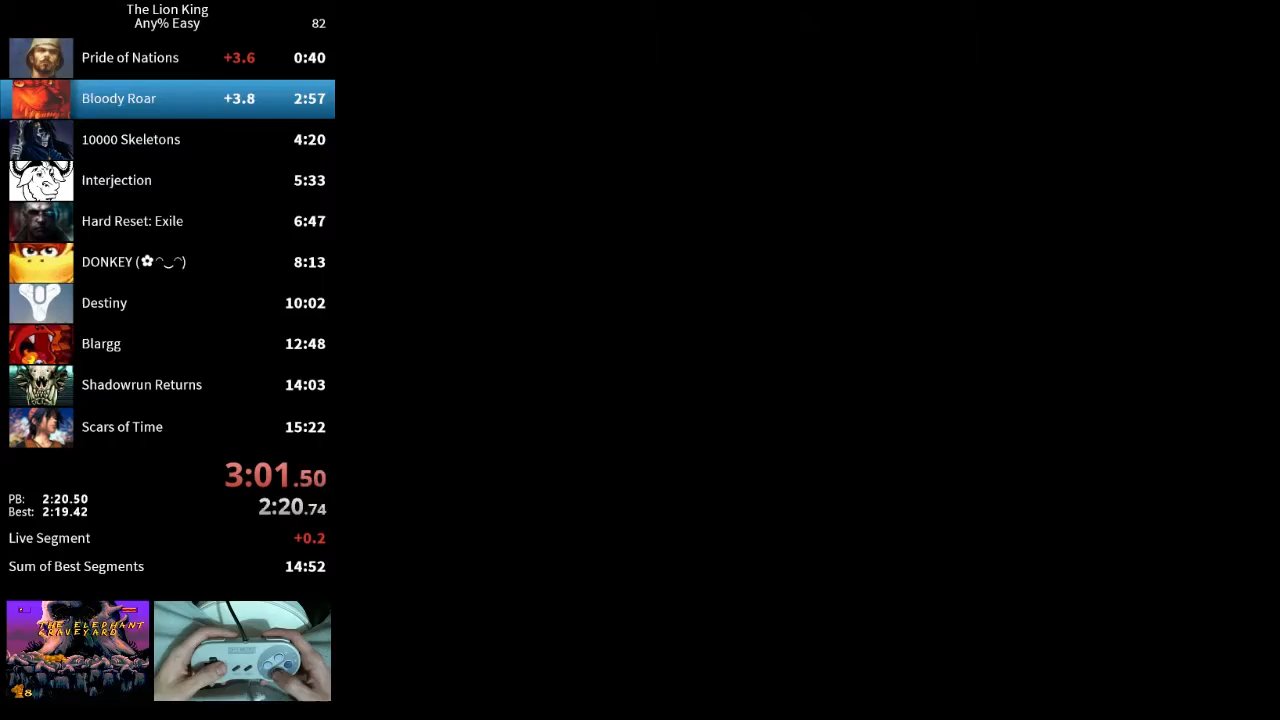 The Lion King
Any% Easy 82
Pride of Nations +3.6 0:40
Bloody Roar +3.8 2:57
10000 Skeletons 4:20
Interjection 5:33
Hard Reset: Exile 6:47
DONKEY (✿◠‿◠) 8:13
Destiny 10:02
Blargg 12:48
Shadowrun Returns 14:03
Scars of Time 15:22
3:01.50
PB: 2:20.50
Best: 2:19.42
2:20.74
Live Segment +0.2
Sum of Best Segments 14:52
THE ELEPHANT
GRAVEYARD
8